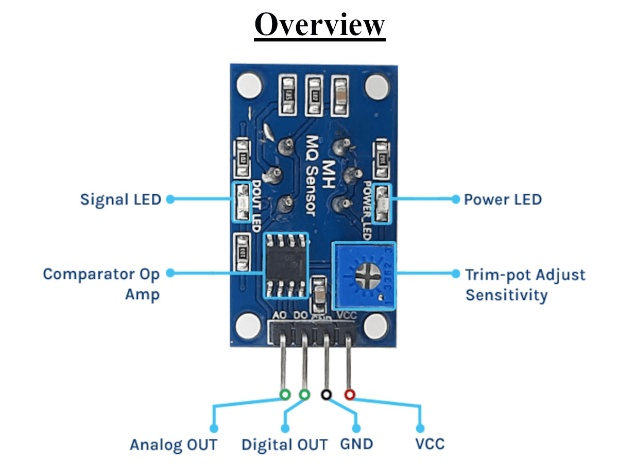 Overview
MH
MQ Sensor
DOUT LED
POWER LED
Signal LED
Power LED
Comparator Op
Amp
Trim-pot Adjust
Sensitivity
AO DO GND VCC
Analog OUT
Digital OUT
GND
VCC